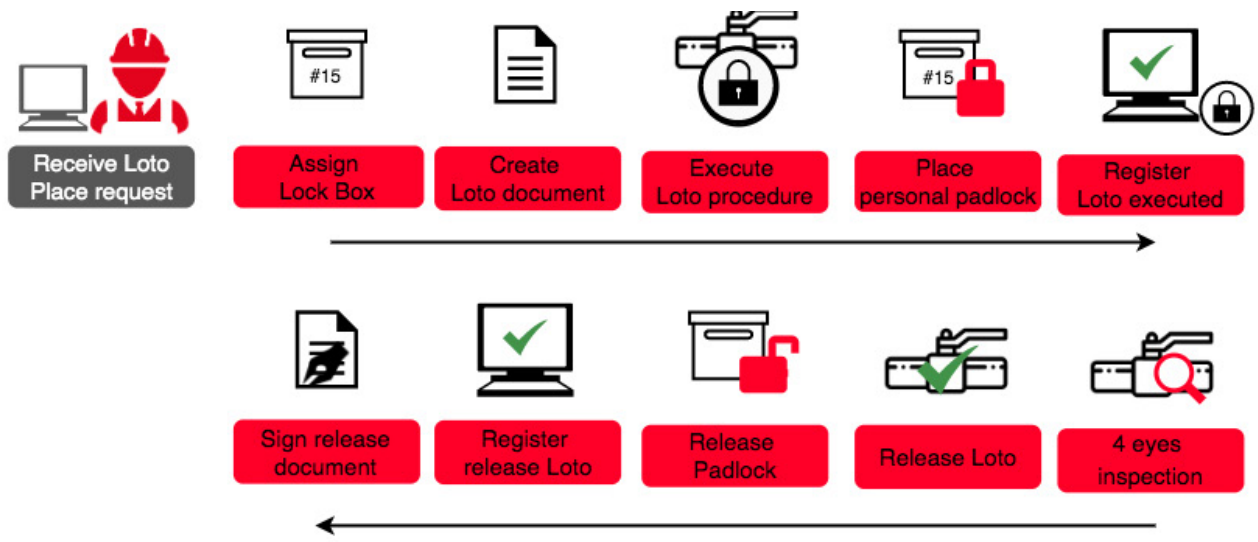 #15
#15
Receive Loto
Place request
Assign
Lock Box
Create
Loto document
Execute
Loto procedure
Place
personal padlock
Register
Loto executed
Sign release
document
Register
release Loto
Release
Padlock
Release Loto
4 eyes
inspection